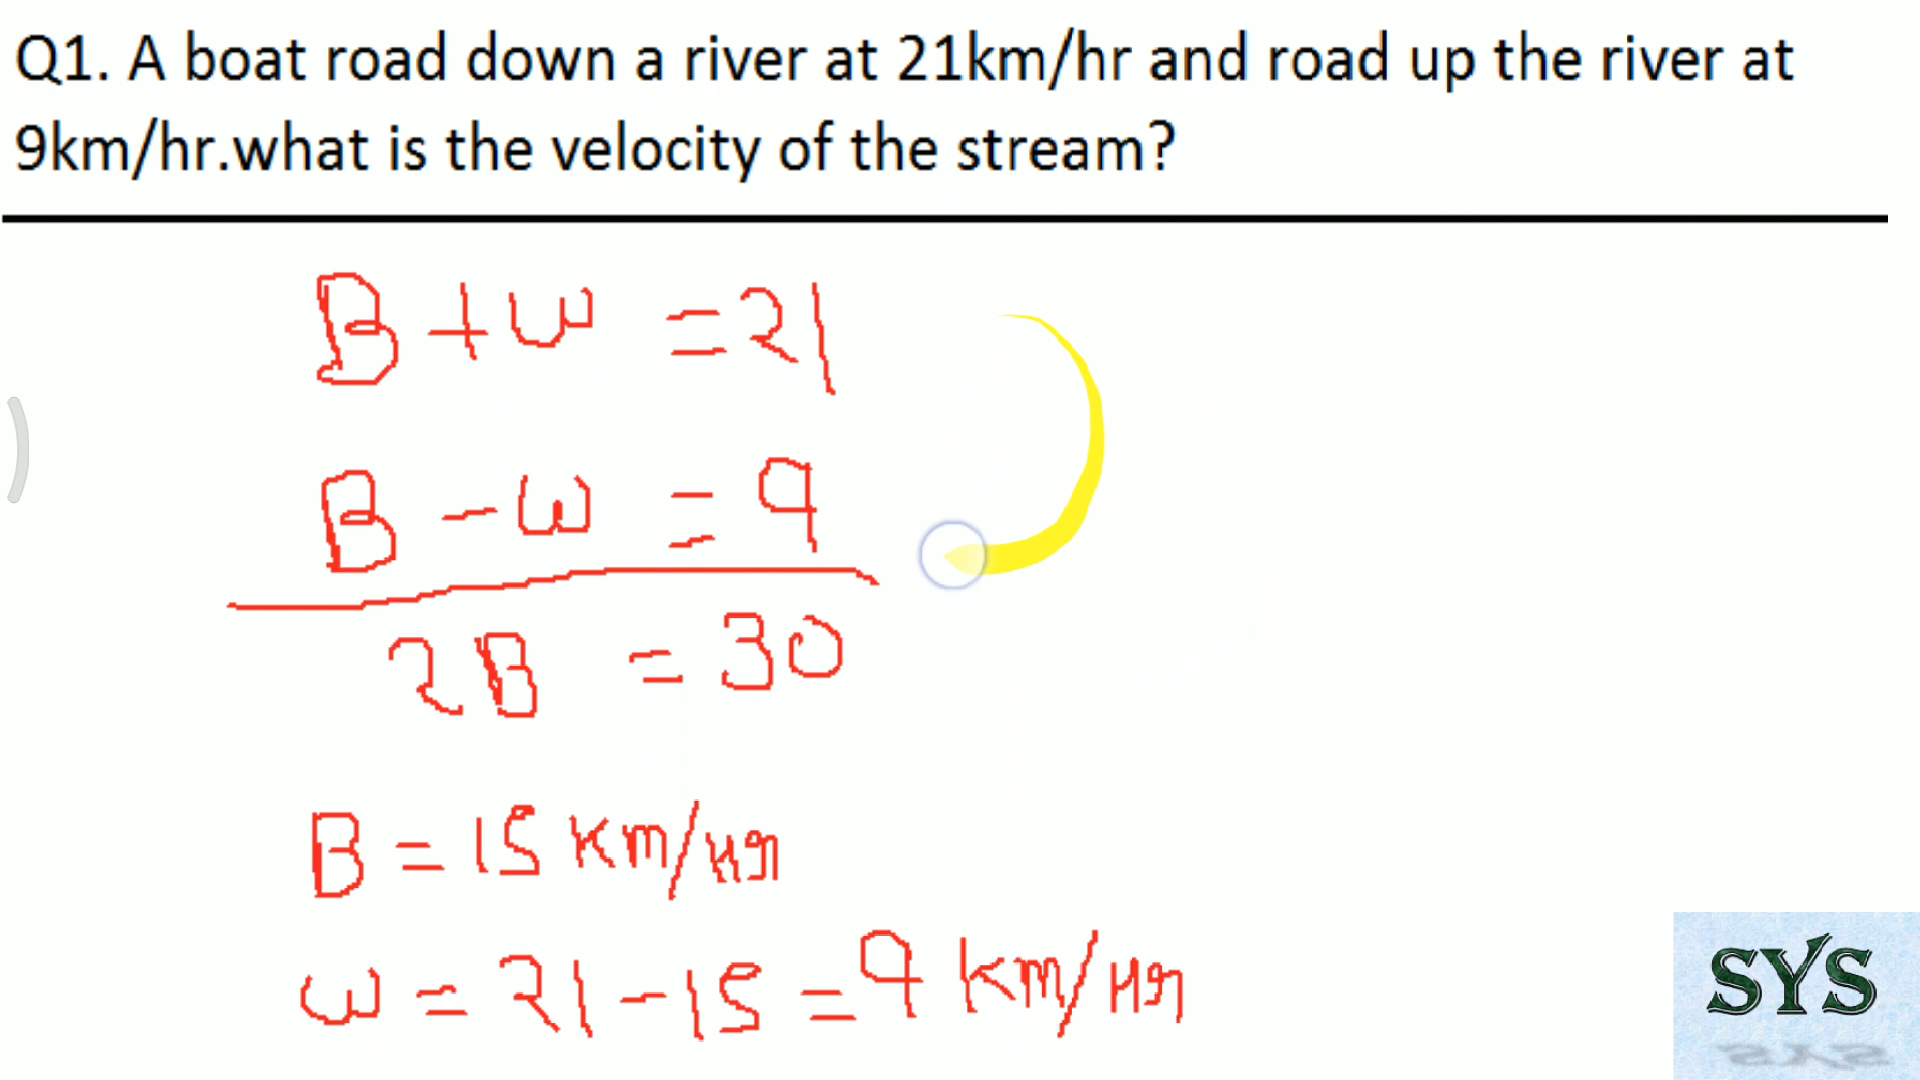 Q1. A boat road down a river at 21km/hr and road up the river at
9km/hr.what is the velocity of the stream?
B + w = 21
B - w = 9
2B = 30
B = 15 km/Hr
w = 21 - 15 = 9 km/Hr
SYS